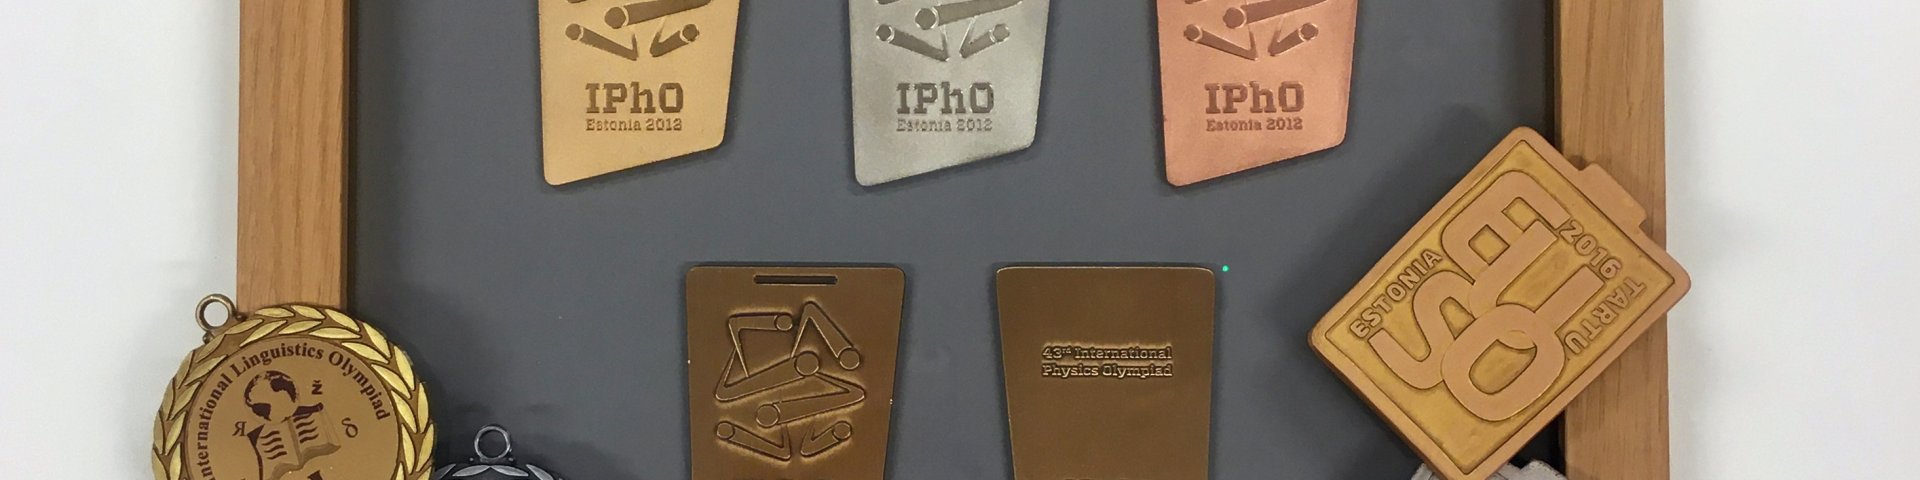 IPhO
Estonia 2012
IPhO
Estonia 2012
IPhO
Estonia 2012
43rd International
Physics Olympiad
ESTONIA
2016
TARTU
International Linguistics Olympiad